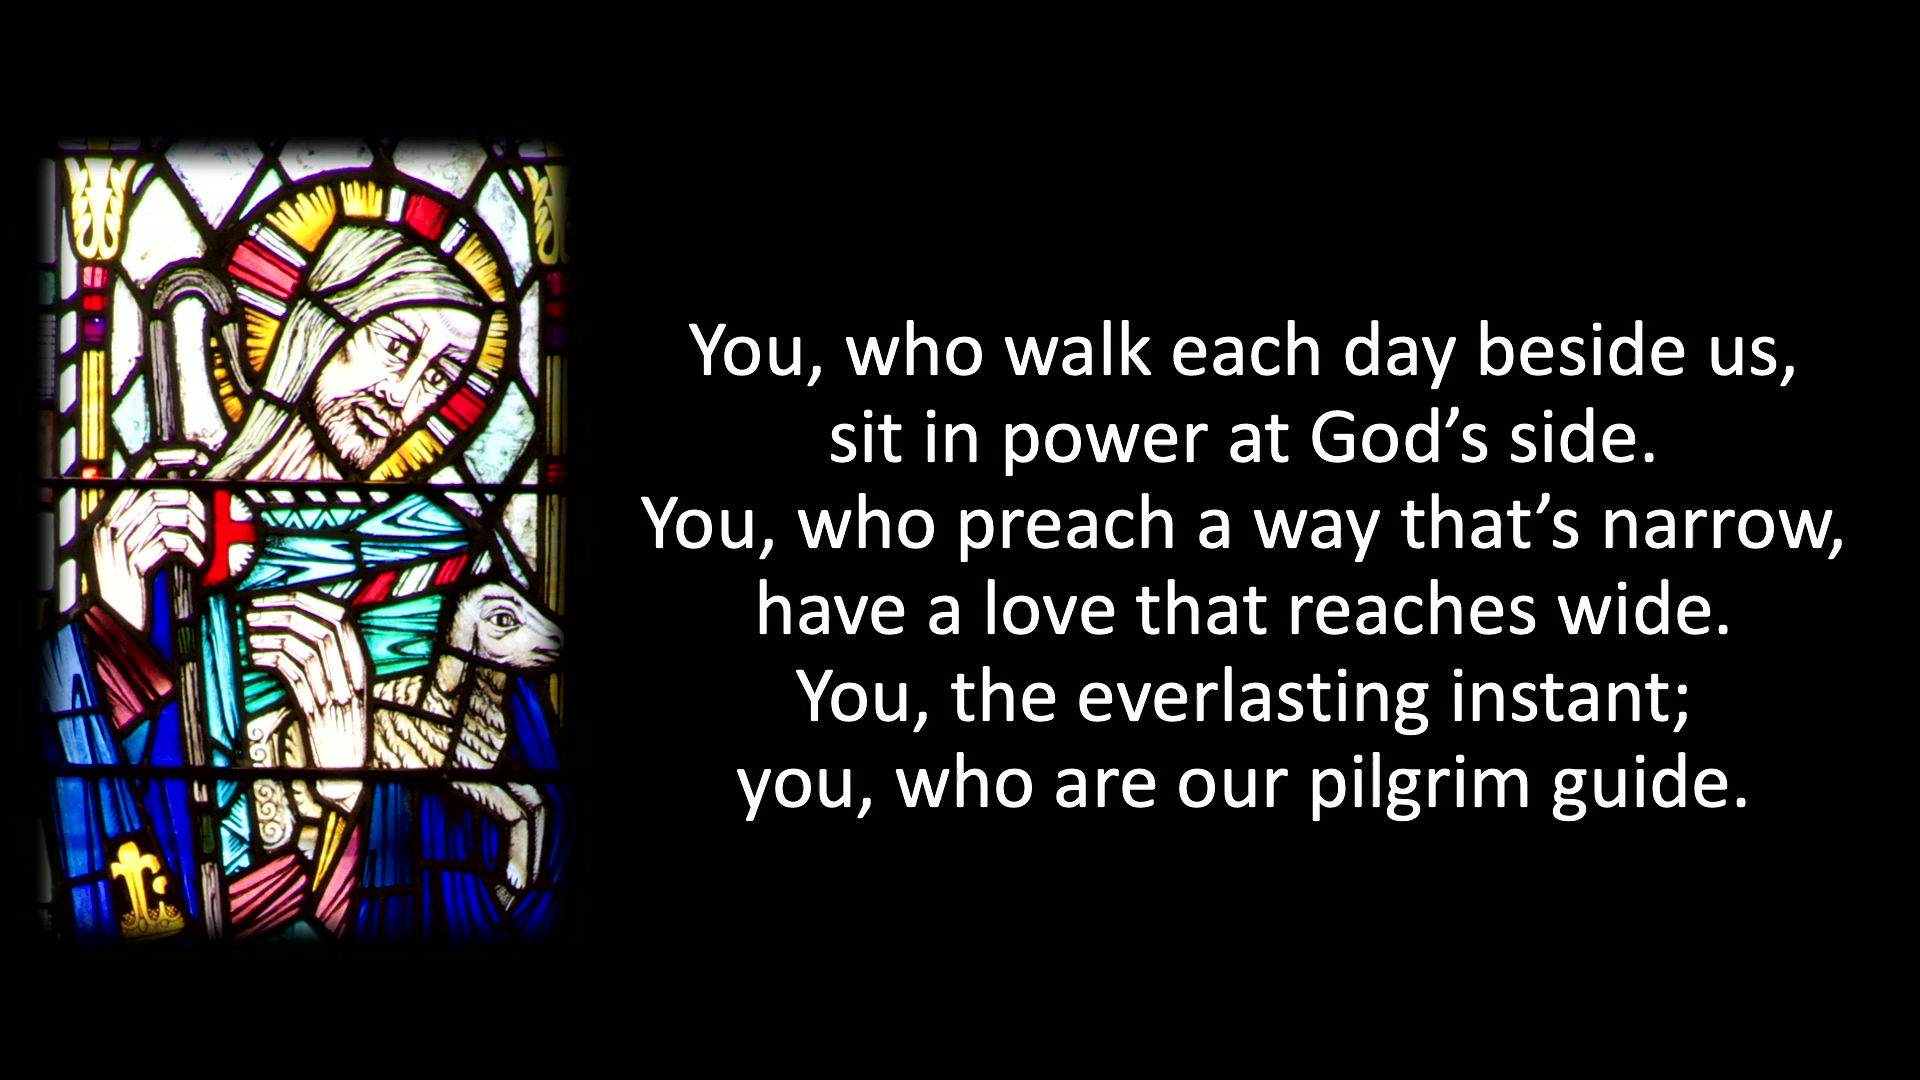 You, who walk each day beside us,
sit in power at God’s side.
You, who preach a way that’s narrow,
have a love that reaches wide.
You, the everlasting instant;
you, who are our pilgrim guide.